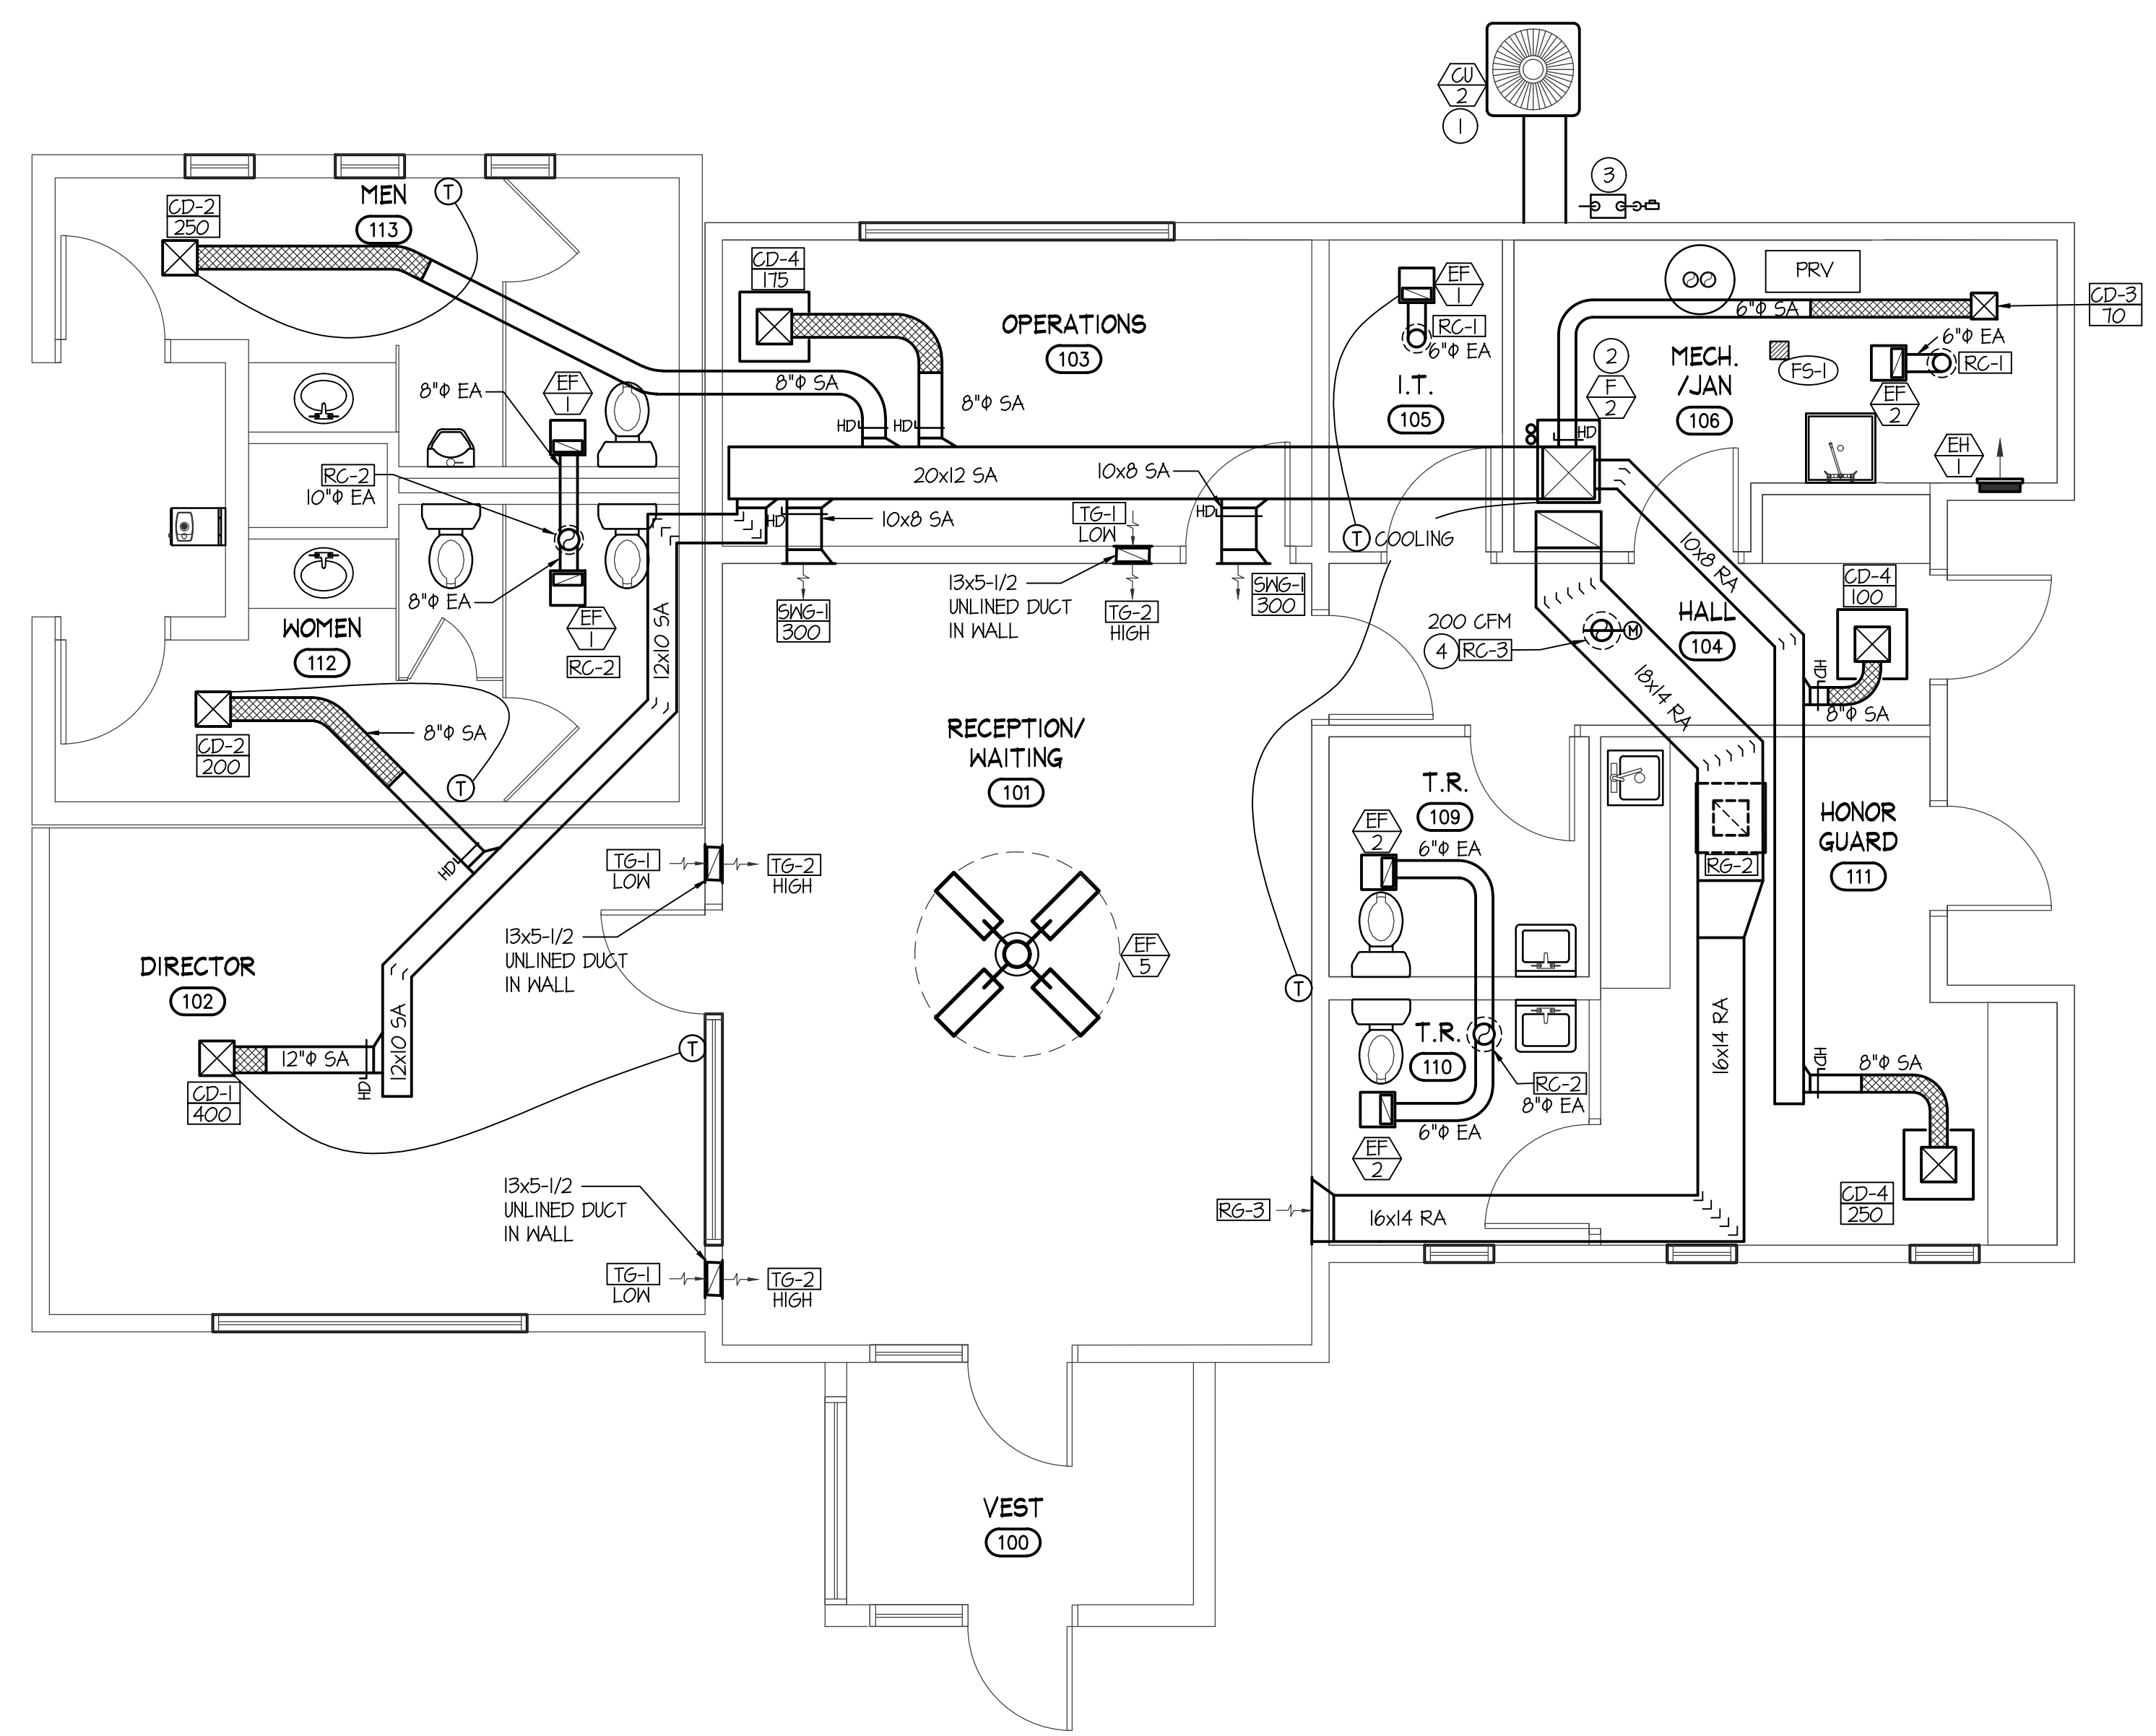 CU
2
1
3
MEN
113
T
CD-2
250
CD-4
175
OPERATIONS
103
EF
1
RC-1
6"Φ EA
I.T.
105
PRV
6"Φ SA
CD-3
70
2
F
2
MECH.
/JAN
106
FS-1
6"Φ EA
RC-1
EF
2
EH
1
8"Φ EA
EF
1
8"Φ SA
8"Φ SA
HD
HD
HD
RC-2
10"Φ EA
20x12 SA
10x8 SA
HD
10x8 SA
HD
TG-1
LOW
T COOLING
10x8 RA
13x5-1/2
UNLINED DUCT
IN WALL
TG-2
HIGH
SWG-1
300
SWG-1
300
8"Φ EA
EF
1
RC-2
12x10 SA
WOMEN
112
200 CFM
4
RC-3
M
HALL
104
CD-4
100
HD
8"Φ SA
18x14 RA
CD-2
200
8"Φ SA
T
HD
RECEPTION/
WAITING
101
T.R.
109
EF
2
6"Φ EA
RG-2
HONOR
GUARD
111
TG-1
LOW
TG-2
HIGH
13x5-1/2
UNLINED DUCT
IN WALL
EF
5
DIRECTOR
102
T
12x10 SA
12"Φ SA
HD
CD-1
400
T
T.R.
110
RC-2
8"Φ EA
6"Φ EA
EF
2
16x14 RA
HD
8"Φ SA
CD-4
250
13x5-1/2
UNLINED DUCT
IN WALL
RG-3
16x14 RA
TG-1
LOW
TG-2
HIGH
VEST
100